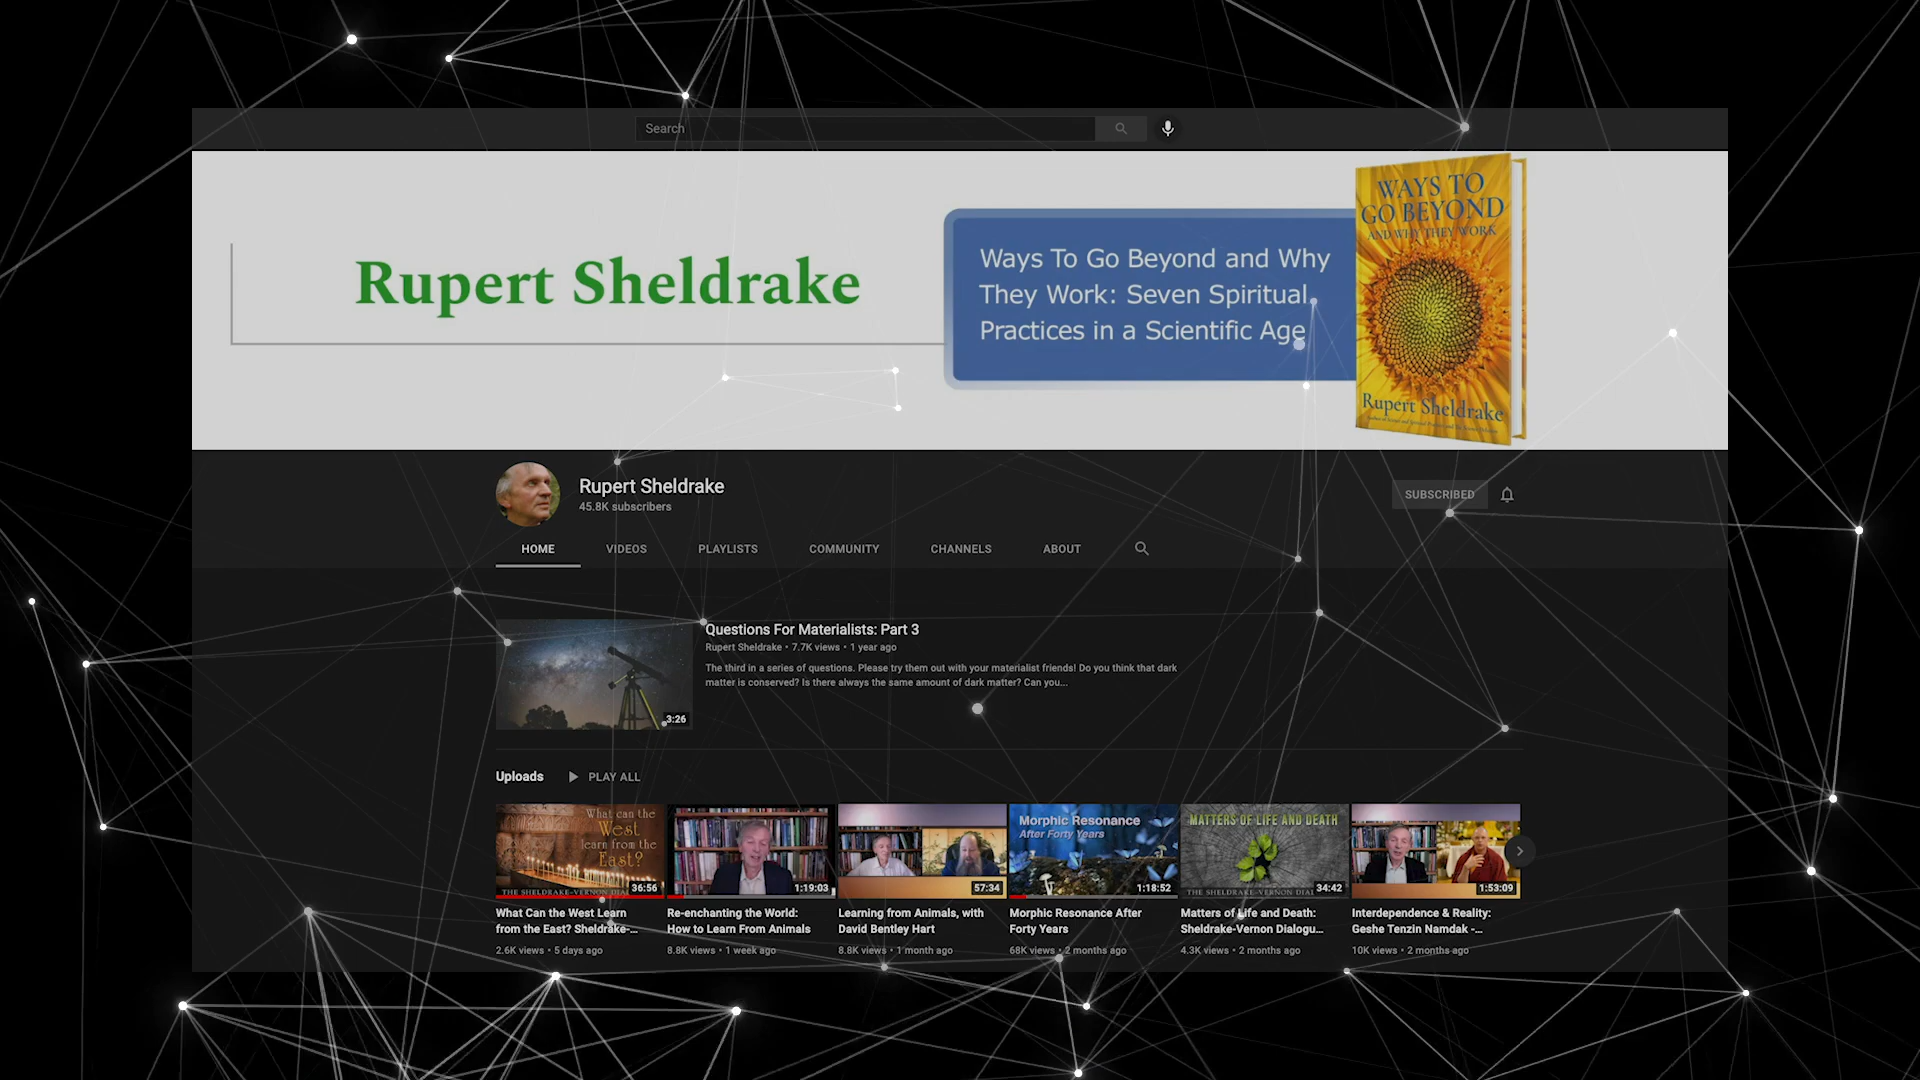 Search
Rupert Sheldrake
Ways To Go Beyond and Why
They Work: Seven Spiritual
Practices in a Scientific Age
WAYS TO
GO BEYOND
AND WHY THEY WORK
Rupert Sheldrake
Rupert Sheldrake
45.8K subscribers
SUBSCRIBED
HOME
VIDEOS
PLAYLISTS
COMMUNITY
CHANNELS
ABOUT
3:26
Questions For Materialists: Part 3
Rupert Sheldrake • 7.7K views • 1 year ago
The third in a series of questions. Please try them out with your materialist friends! Do you think that dark
matter is conserved? Is there always the same amount of dark matter? Can you...
Uploads
PLAY ALL
What can the
West
learn from the
East?
THE SHELDRAKE-VERNON
36:56
What Can the West Learn
from the East? Sheldrake-...
2.6K views • 5 days ago
1:19:03
Re-enchanting the World:
How to Learn From Animals
8.8K views • 1 week ago
57:34
Learning from Animals, with
David Bentley Hart
8.8K views • 1 month ago
Morphic Resonance
After Forty Years
1:18:52
Morphic Resonance After
Forty Years
68K views • 2 months ago
MATTERS OF LIFE AND DEATH
THE SHELDRAKE-VERNON
34:42
Matters of Life and Death:
Sheldrake-Vernon Dialogu...
4.3K views • 2 months ago
1:53:09
Interdependence & Reality:
Geshe Tenzin Namdak -...
10K views • 2 months ago